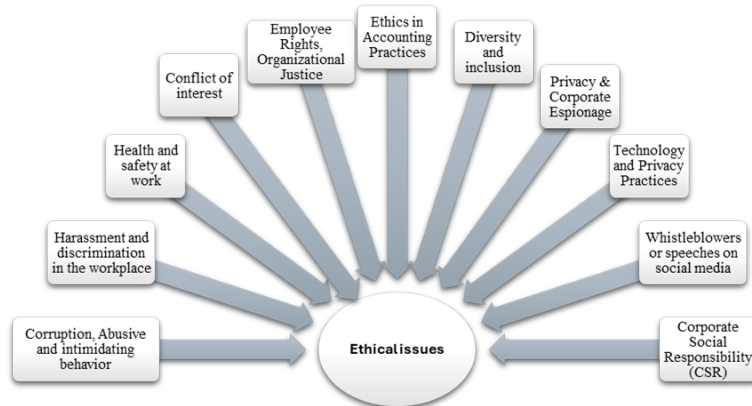 Corruption, Abusive
and intimidating
behavior
Harassment and
discrimination
in the workplace
Health and
safety at
work
Conflict of
interest
Employee
Rights,
Organizational
Justice
Ethics in
Accounting
Practices
Diversity
and
inclusion
Privacy &
Corporate
Espionage
Technology
and Privacy
Practices
Whistleblowers
or speeches on
social media
Corporate
Social
Responsibility
(CSR)
Ethical issues